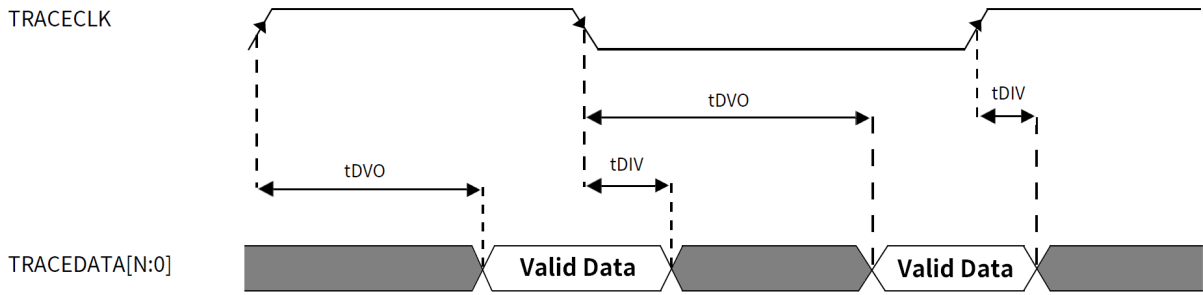 TRACECLK
tDVO
tDIV
tDVO
tDIV
TRACEDATA[N:0]
Valid Data
Valid Data